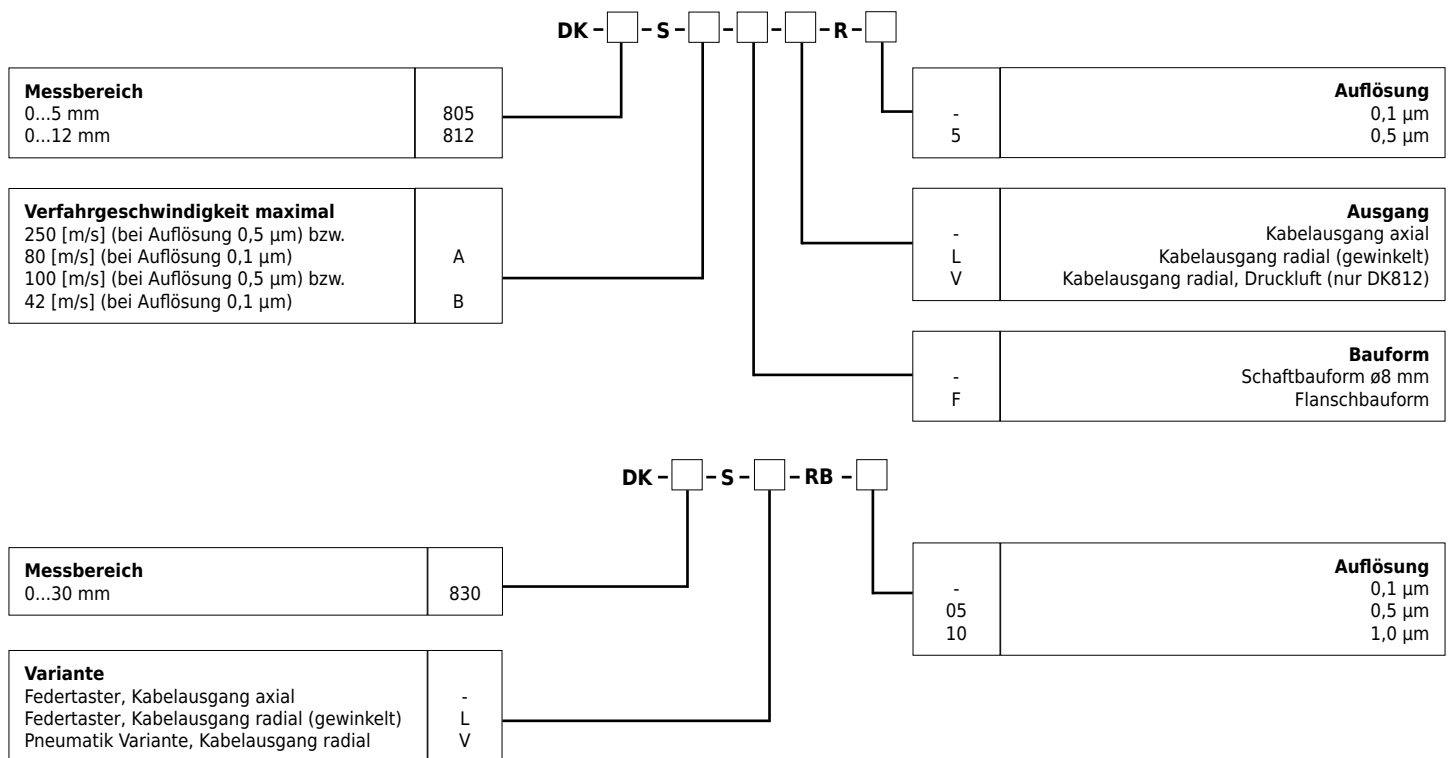 DK – - S - - - - R -
Messbereich
0...5 mm 805
0...12 mm 812
Auflösung
- 0,1 µm
5 0,5 µm
Verfahrgeschwindigkeit maximal
250 [m/s] (bei Auflösung 0,5 µm) bzw.
80 [m/s] (bei Auflösung 0,1 µm) A
100 [m/s] (bei Auflösung 0,5 µm) bzw.
42 [m/s] (bei Auflösung 0,1 µm) B
Ausgang
- Kabelausgang axial
L Kabelausgang radial (gewinkelt)
V Kabelausgang radial, Druckluft (nur DK812)
Bauform
- Schaftbauform ø8 mm
F Flanschbauform
DK – - S - - RB –
Messbereich
0...30 mm 830
Auflösung
- 0,1 µm
05 0,5 µm
10 1,0 µm
Variante
Federtaster, Kabelausgang axial -
Federtaster, Kabelausgang radial (gewinkelt) L
Pneumatik Variante, Kabelausgang radial V